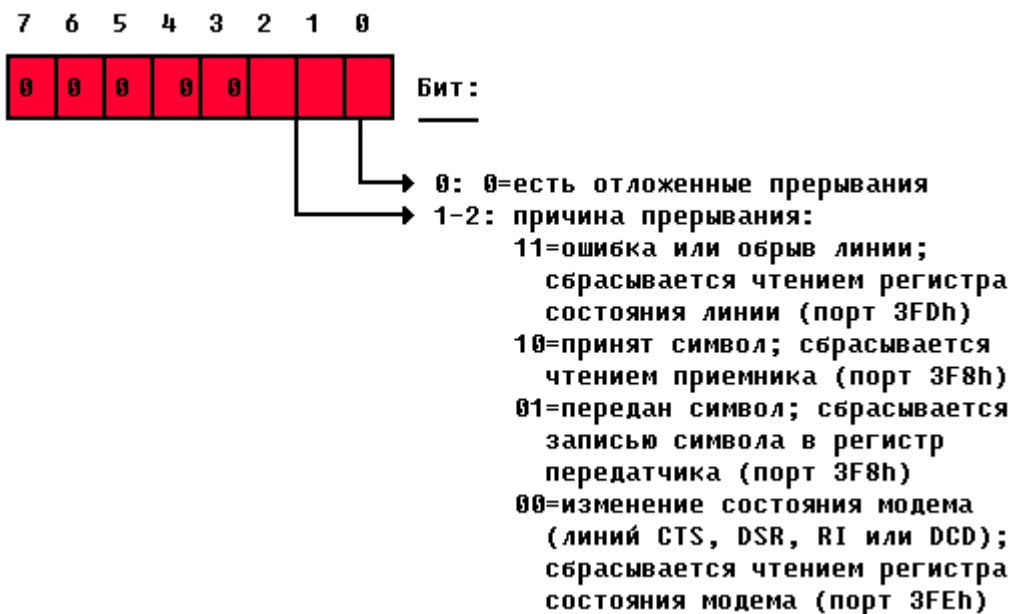 7 6 5 4 3 2 1 0
0 0 0 0 0 Бит:
0: 0=есть отложенные прерывания
1-2: причина прерывания:
11=ошибка или обрыв линии;
сбрасывается чтением регистра
состояния линии (порт 3FDh)
10=принят символ; сбрасывается
чтением приемника (порт 3F8h)
01=передан символ; сбрасывается
записью символа в регистр
передатчика (порт 3F8h)
00=изменение состояния модема
(линий CTS, DSR, RI или DCD);
сбрасывается чтением регистра
состояния модема (порт 3FEh)